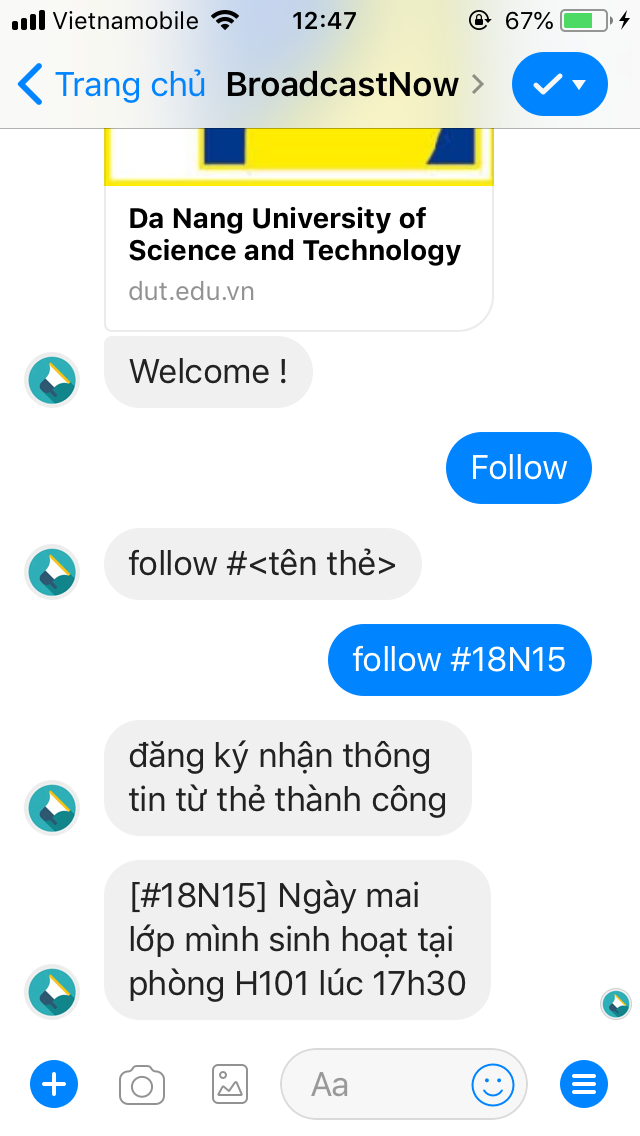 Vietnamobile 12:47 67%
Trang chủ BroadcastNow
Da Nang University of
Science and Technology
dut.edu.vn
Welcome !
Follow
follow #<tên thẻ>
follow #18N15
đăng ký nhận thông
tin từ thẻ thành công
[#18N15] Ngày mai
lớp mình sinh hoạt tại
phòng H101 lúc 17h30
Aa